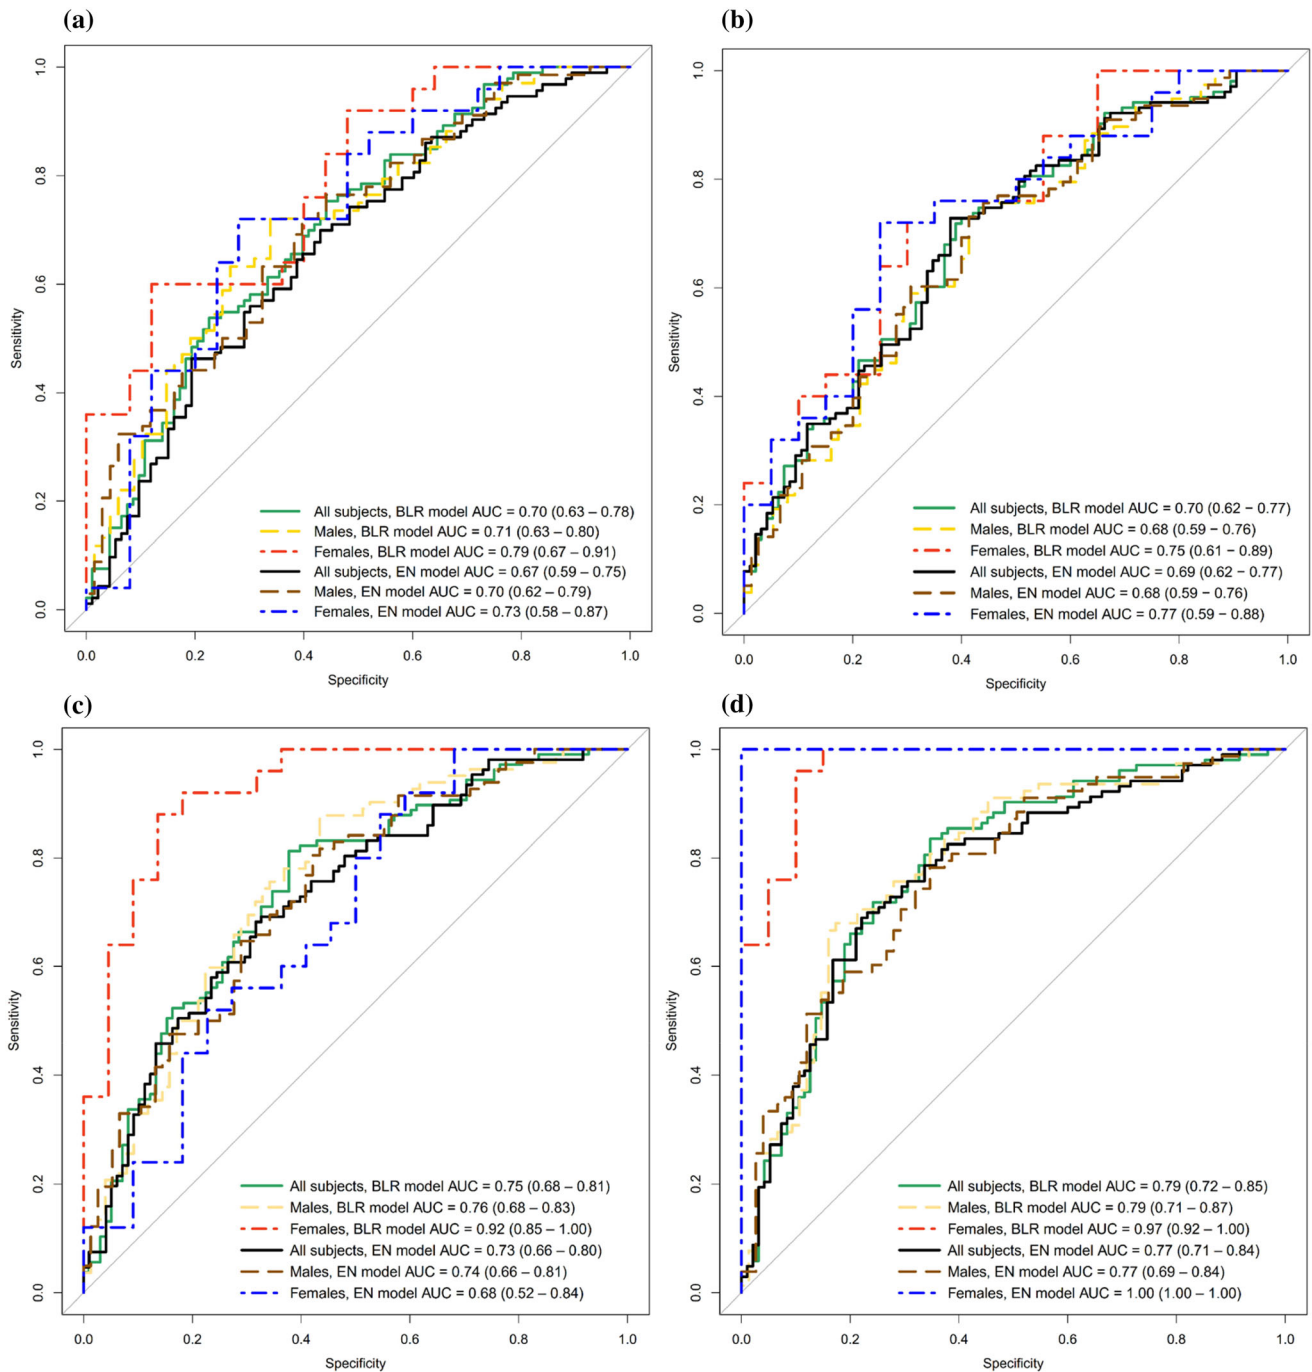 (a)
1.0
0.8
0.6
0.4
0.2
0.0
Sensitivity
All subjects, BLR model AUC = 0.70 (0.63 – 0.78)
Males, BLR model AUC = 0.71 (0.63 – 0.80)
Females, BLR model AUC = 0.79 (0.67 – 0.91)
All subjects, EN model AUC = 0.67 (0.59 – 0.75)
Males, EN model AUC = 0.70 (0.62 – 0.79)
Females, EN model AUC = 0.73 (0.58 – 0.87)
0.0 0.2 0.4 0.6 0.8 1.0
Specificity
(b)
1.0
0.8
0.6
0.4
0.2
0.0
Sensitivity
All subjects, BLR model AUC = 0.70 (0.62 – 0.77)
Males, BLR model AUC = 0.68 (0.59 – 0.76)
Females, BLR model AUC = 0.75 (0.61 – 0.89)
All subjects, EN model AUC = 0.69 (0.62 – 0.77)
Males, EN model AUC = 0.68 (0.59 – 0.76)
Females, EN model AUC = 0.77 (0.59 – 0.88)
0.0 0.2 0.4 0.6 0.8 1.0
Specificity
(c)
1.0
0.8
0.6
0.4
0.2
0.0
Sensitivity
All subjects, BLR model AUC = 0.75 (0.68 – 0.81)
Males, BLR model AUC = 0.76 (0.68 – 0.83)
Females, BLR model AUC = 0.92 (0.85 – 1.00)
All subjects, EN model AUC = 0.73 (0.66 – 0.80)
Males, EN model AUC = 0.74 (0.66 – 0.81)
Females, EN model AUC = 0.68 (0.52 – 0.84)
0.0 0.2 0.4 0.6 0.8 1.0
Specificity
(d)
1.0
0.8
0.6
0.4
0.2
0.0
Sensitivity
All subjects, BLR model AUC = 0.79 (0.72 – 0.85)
Males, BLR model AUC = 0.79 (0.71 – 0.87)
Females, BLR model AUC = 0.97 (0.92 – 1.00)
All subjects, EN model AUC = 0.77 (0.71 – 0.84)
Males, EN model AUC = 0.77 (0.69 – 0.84)
Females, EN model AUC = 1.00 (1.00 – 1.00)
0.0 0.2 0.4 0.6 0.8 1.0
Specificity